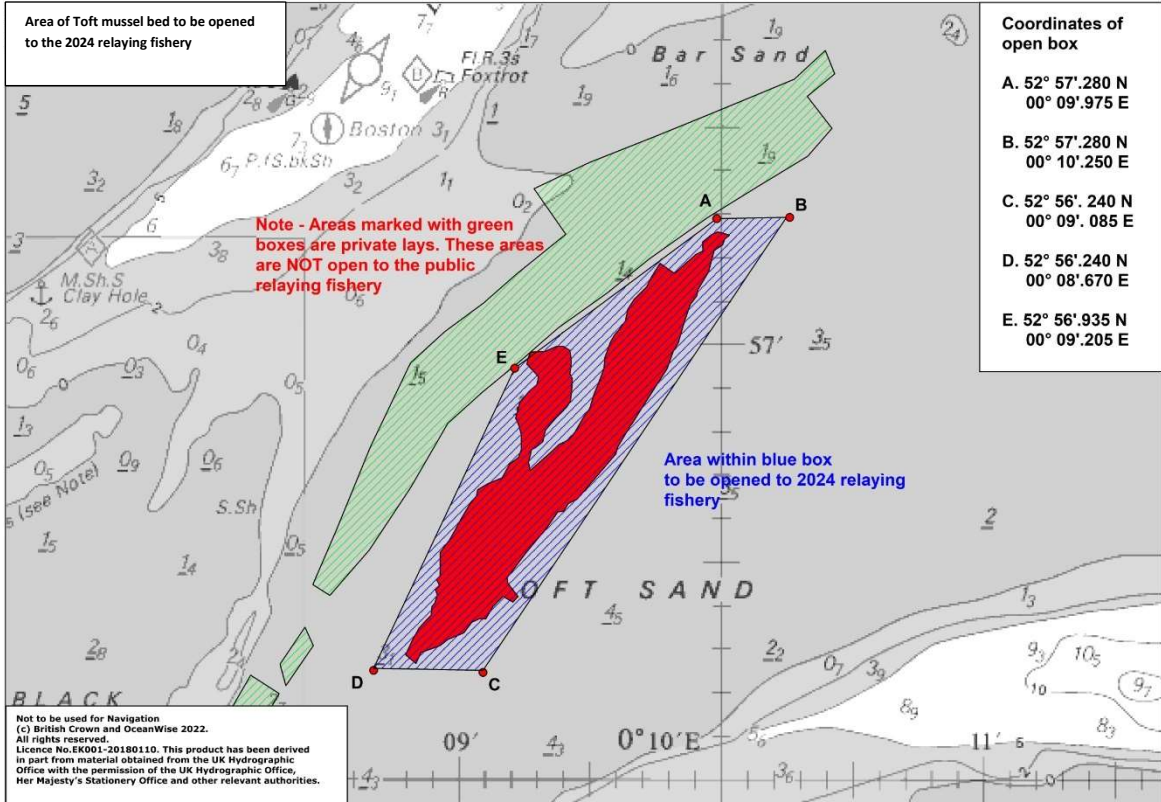 Area of Toft mussel bed to be opened
to the 2024 relaying fishery
Coordinates of
open box
A. 52° 57'.280 N
00° 09'.975 E
B. 52° 57'.280 N
00° 10'.250 E
C. 52° 56'. 240 N
00° 09'. 085 E
D. 52° 56'.240 N
00° 08'.670 E
E. 52° 56'.935 N
00° 09'.205 E
Bar Sand
Fl.R.3s
Foxtrot
B
G
Boston
P.fS.bkSh
M.Sh.S
Clay Hole
Note - Areas marked with green
boxes are private lays. These areas
are NOT open to the public
relaying fishery
A
B
E
57'
Area within blue box
to be opened to 2024 relaying
fishery
(see Note)
S.Sh
OFT SAND
D
C
BLACK
09'
0°10'E
11'
Not to be used for Navigation
(c) British Crown and OceanWise 2022.
All rights reserved.
Licence No.EK001-20180110. This product has been derived
in part from material obtained from the UK Hydrographic
Office with the permission of the UK Hydrographic Office,
Her Majesty's Stationery Office and other relevant authorities.